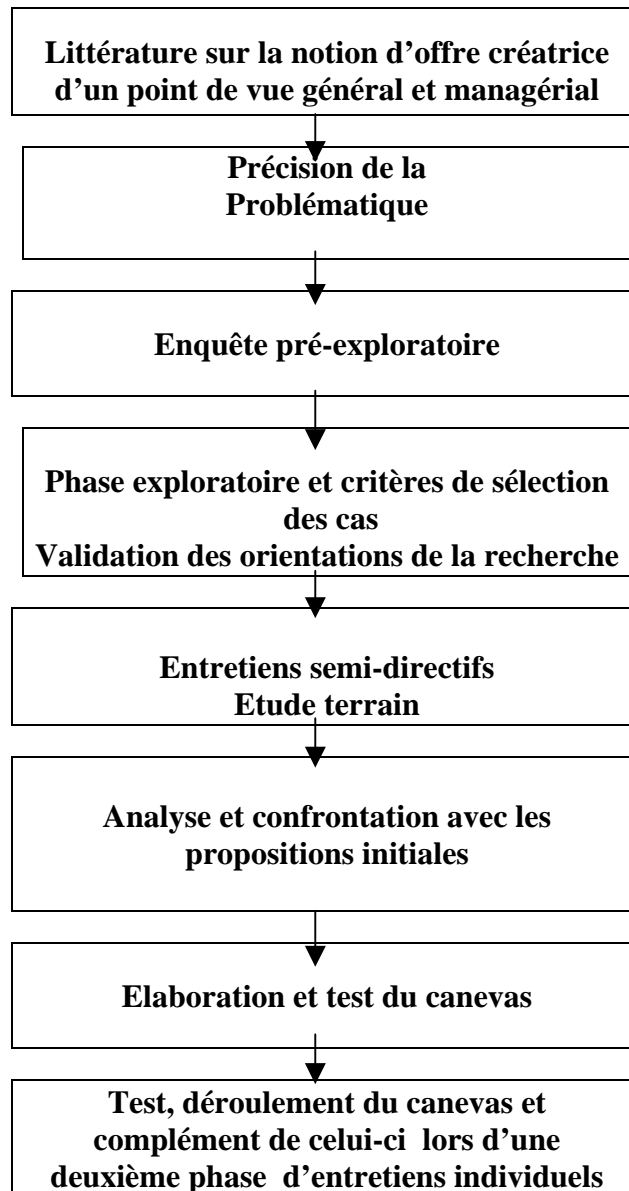 Littérature sur la notion d’offre créatrice
d’un point de vue général et managérial
Précision de la
Problématique
Enquête pré-exploratoire
Phase exploratoire et critères de sélection
des cas
Validation des orientations de la recherche
Entretiens semi-directifs
Etude terrain
Analyse et confrontation avec les
propositions initiales
Elaboration et test du canevas
Test, déroulement du canevas et
complément de celui-ci lors d’une
deuxième phase d’entretiens individuels